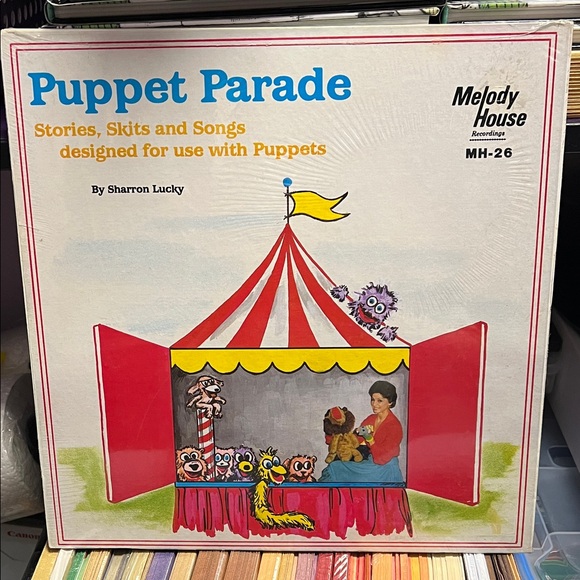 Puppet Parade
Stories, Skits and Songs
designed for use with Puppets
By Sharron Lucky
Melody
House
Recordings
MH-26
CANON